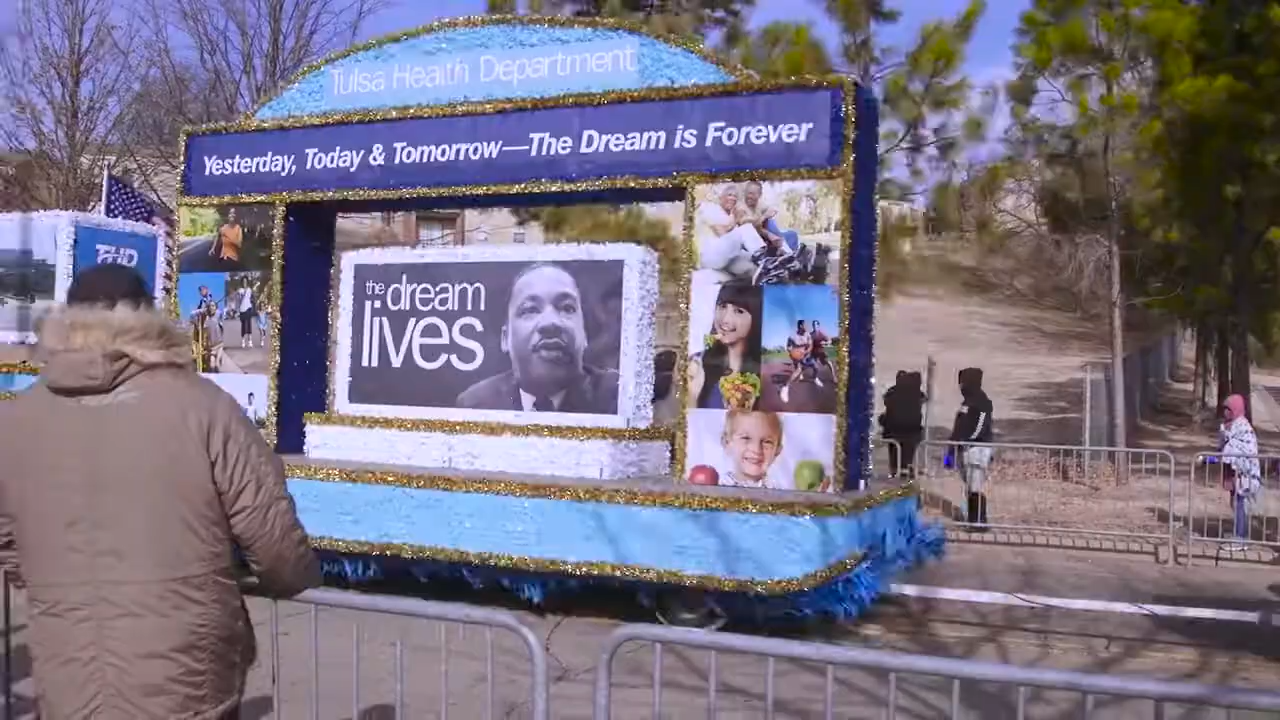 Tulsa Health Department
Yesterday, Today & Tomorrow—The Dream is Forever
THD
the dream
lives